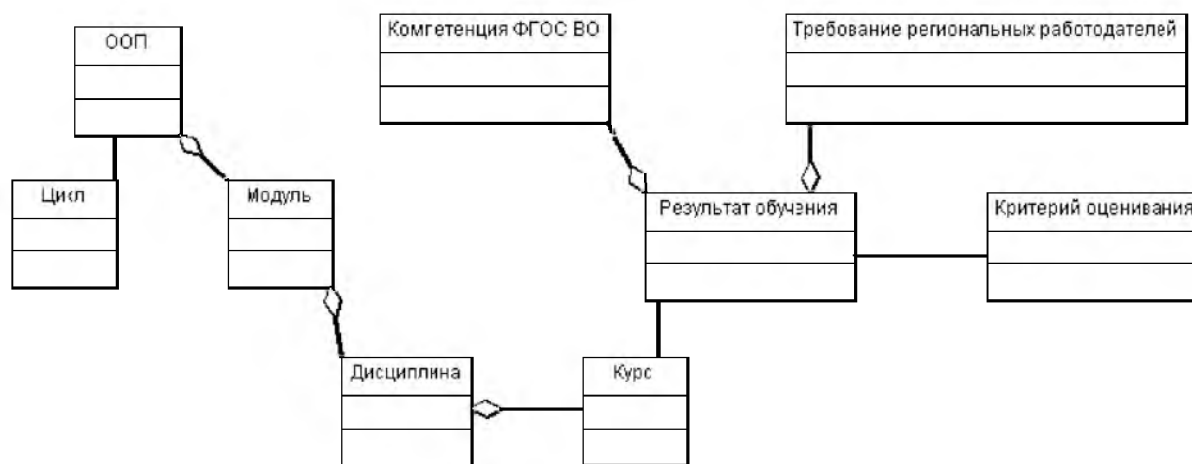 ООП
Комгетенция ФГОС ВО
Требование региональных работодателей
Цикл
Модуль
Результат обучения
Критерий оценивания
Дисциплина
Курс